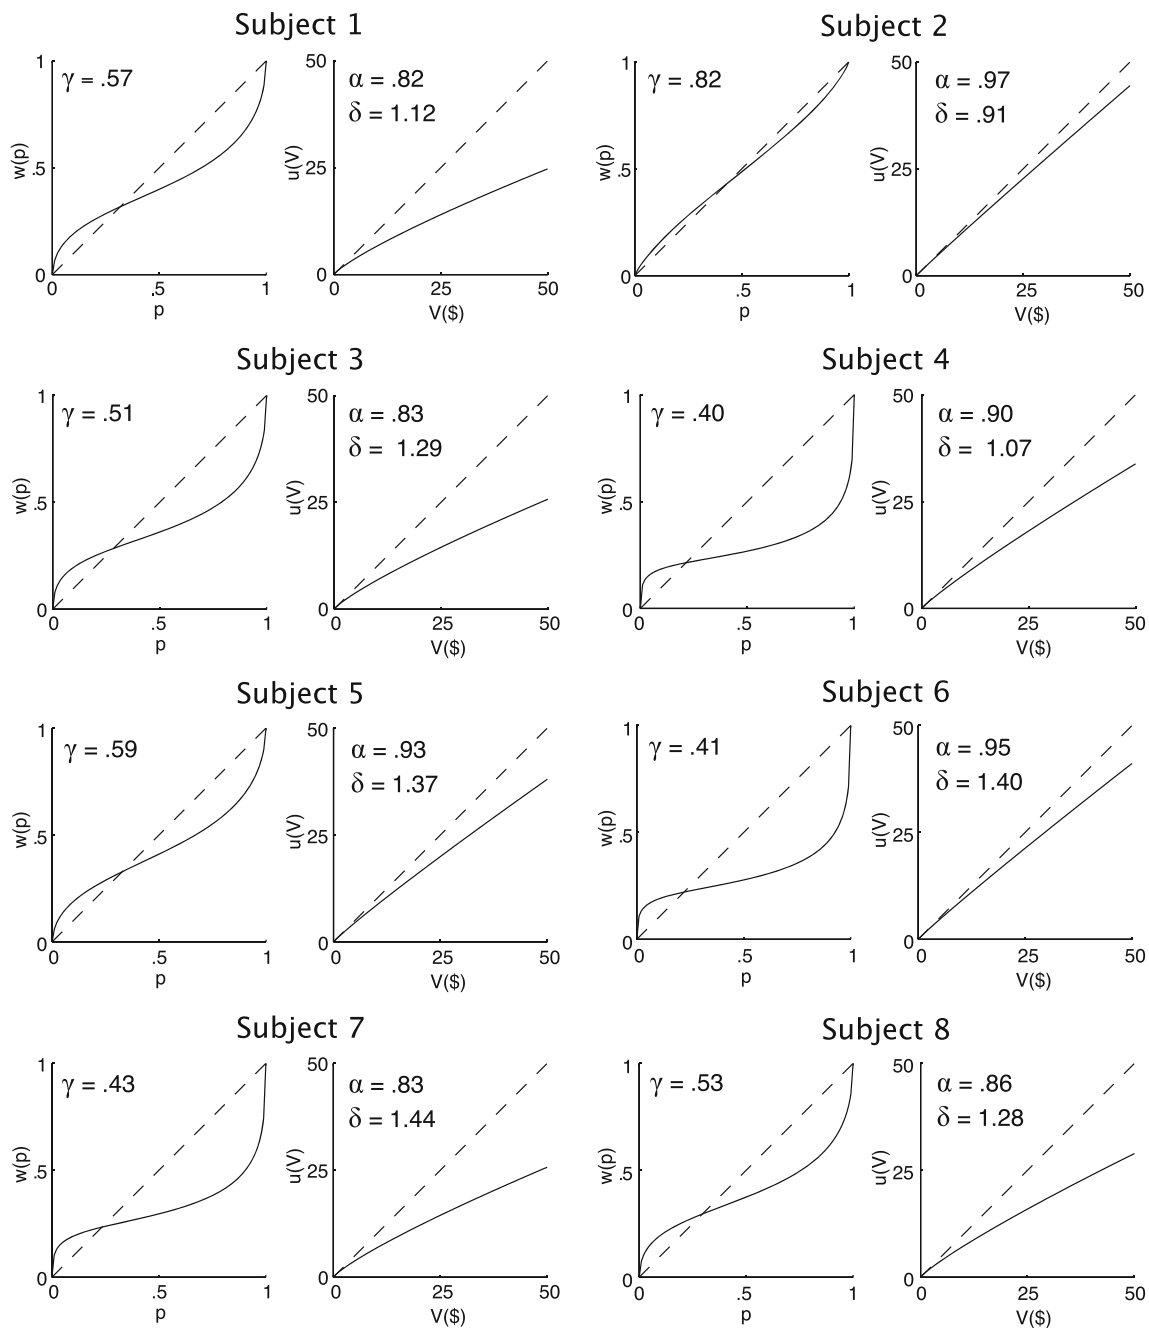 Subject 1
γ = .57
1
.5
0
w(p)
0 .5 1
p
α = .82
δ = 1.12
50
25
0
u(V)
0 25 50
V($)
Subject 2
γ = .82
1
.5
0
w(p)
0 .5 1
p
α = .97
δ = .91
50
25
0
u(V)
0 25 50
V($)
Subject 3
γ = .51
1
.5
0
w(p)
0 .5 1
p
α = .83
δ = 1.29
50
25
0
u(V)
0 25 50
V($)
Subject 4
γ = .40
1
.5
0
w(p)
0 .5 1
p
α = .90
δ = 1.07
50
25
0
u(V)
0 25 50
V($)
Subject 5
γ = .59
1
.5
0
w(p)
0 .5 1
p
α = .93
δ = 1.37
50
25
0
u(V)
0 25 50
V($)
Subject 6
γ = .41
1
.5
0
w(p)
0 .5 1
p
α = .95
δ = 1.40
50
25
0
u(V)
0 25 50
V($)
Subject 7
γ = .43
1
.5
0
w(p)
0 .5 1
p
α = .83
δ = 1.44
50
25
0
u(V)
0 25 50
V($)
Subject 8
γ = .53
1
.5
0
w(p)
0 .5 1
p
α = .86
δ = 1.28
50
25
0
u(V)
0 25 50
V($)